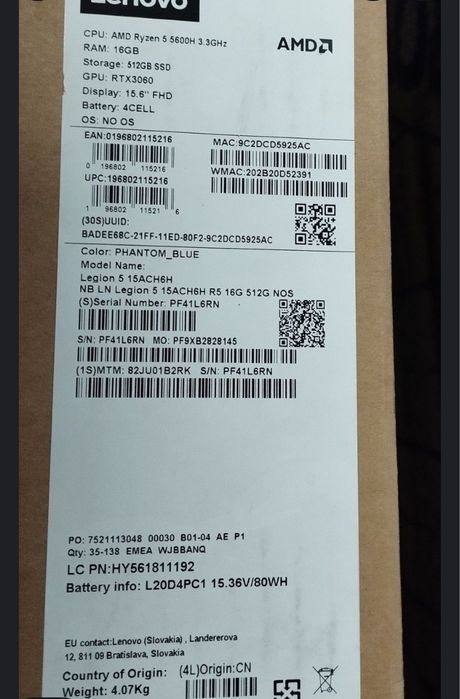 Lenovo
CPU: AMD Ryzen 5 5600H 3.3GHz
RAM: 16GB
Storage: 512GB SSD
GPU: RTX3060
Display: 15.6" FHD
Battery: 4CELL
OS: NO OS
AMD
EAN:0196802115216
0 196802 115216
UPC:196802115216
1 96802 11521 6
MAC:9C2DCD5925AC
WMAC:202B20D52391
(30S)UUID:
BADEE68C-21FF-11ED-80F2-9C2DCD5925AC
Color: PHANTOM_BLUE
Model Name:
Legion 5 15ACH6H
NB LN Legion 5 15ACH6H R5 16G 512G NOS
(S)Serial Number: PF41L6RN
S/N: PF41L6RN MO: PF9XB2828145
(1S)MTM: 82JU01B2RK S/N: PF41L6RN
PO: 7521113048 00030 B01-04 AE P1
Qty: 35-138 EMEA WJBBANQ
LC PN:HY561811192
Battery info: L20D4PC1 15.36V/80WH
EU contact:Lenovo (Slovakia) , Landererova
12, 811 09 Bratislava, Slovakia
Country of Origin: (4L)Origin:CN
Weight: 4.07Kg